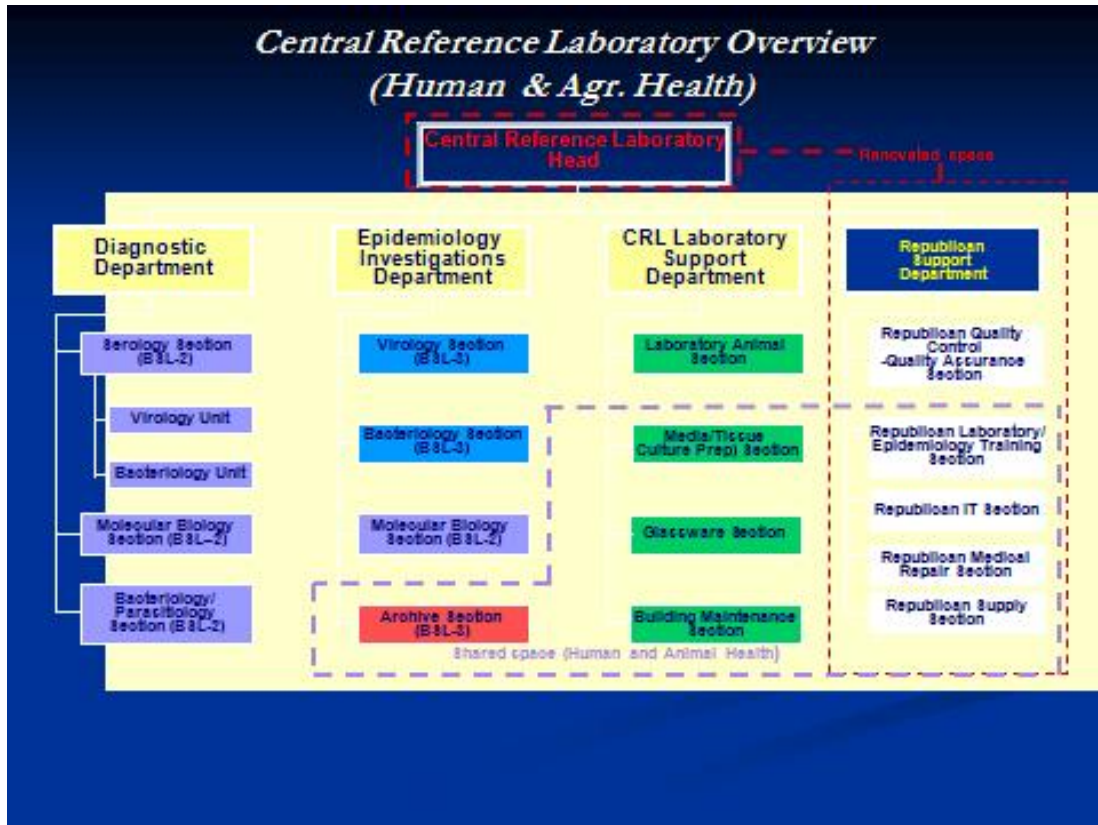 Central Reference Laboratory Overview
(Human & Agr. Health)
Central Reference Laboratory
Head
Renovated space
Diagnostic
Department
Epidemiology
Investigations
Department
CRL Laboratory
Support
Department
Republican
Support
Department
Serology Section
(BSL-2)
Virology Unit
Bacteriology Unit
Molecular Biology
Section (BSL-2)
Bacteriology/
Parasitiology
Section (BSL-2)
Virology Section
(BSL-3)
Bacteriology Section
(BSL-3)
Molecular Biology
Section (BSL-2)
Archive Section
(BSL-3)
Laboratory Animal
Section
Media/Tissue
Culture Prep) Section
Glassware Section
Building Maintenance
Section
Republican Quality
Control
-Quality Assurance
Section
Republican Laboratory/
Epidemiology Training
Section
Republican IT Section
Republican Medical
Repair Section
Republican Supply
Section
Shared space (Human and Animal Health)